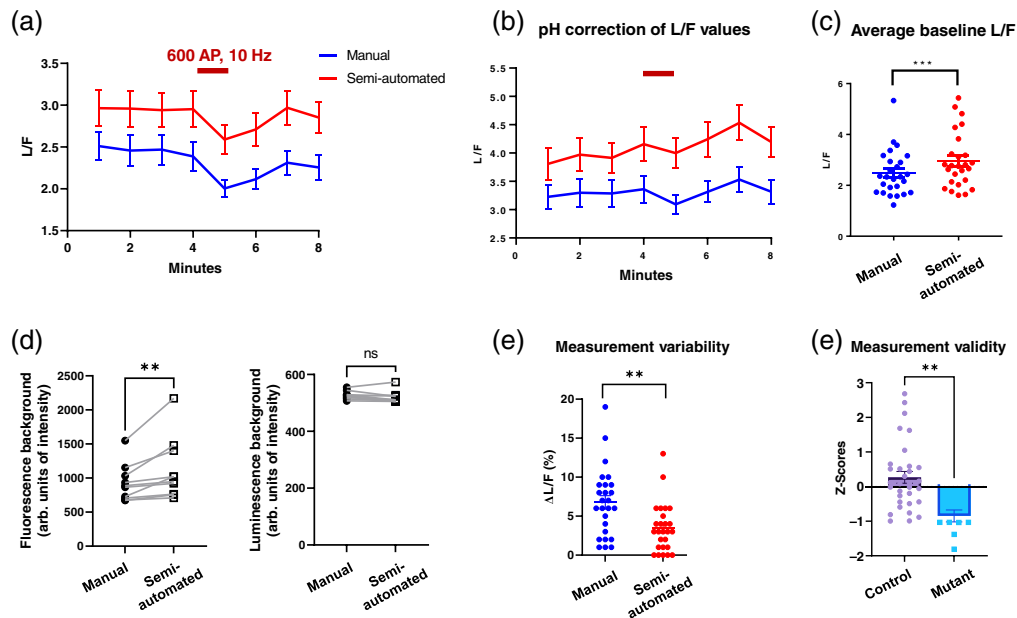 (a)
600 AP, 10 Hz
Manual
Semi-automated
L/F
3.5
3.0
2.5
2.0
1.5
0 2 4 6 8
Minutes
(b)
pH correction of L/F values
L/F
5.5
5.0
4.5
4.0
3.5
3.0
2.5
0 2 4 6 8
Minutes
(c)
Average baseline L/F
***
L/F
6
4
2
0
Manual
Semi-
automated
(d)
**
Fluorescence background
(arb. units of intensity)
2500
2000
1500
1000
500
0
Manual
Semi-
automated
ns
Luminescence background
(arb. units of intensity)
600
400
200
0
Manual
Semi-
automated
(e)
Measurement variability
**
ΔL/F (%)
20
15
10
5
0
Manual
Semi-
automated
(e)
Measurement validity
**
Z-Scores
3
2
1
0
−1
−2
Control
Mutant